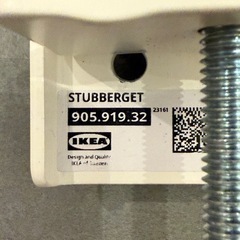 STUBBERGET
905.919.32
23161
IKEA
Design and Quality
IKEA of Sweden